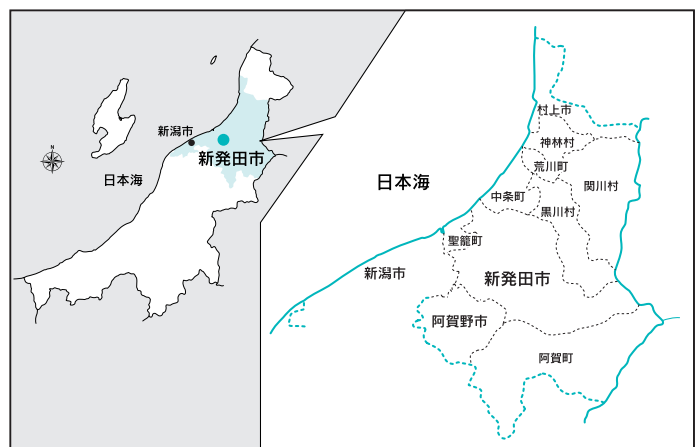 N
新潟市
新発田市
日本海
日本海
村上市
神林村
荒川町
関川村
中条町
黒川村
聖籠町
新潟市
新発田市
阿賀野市
阿賀町